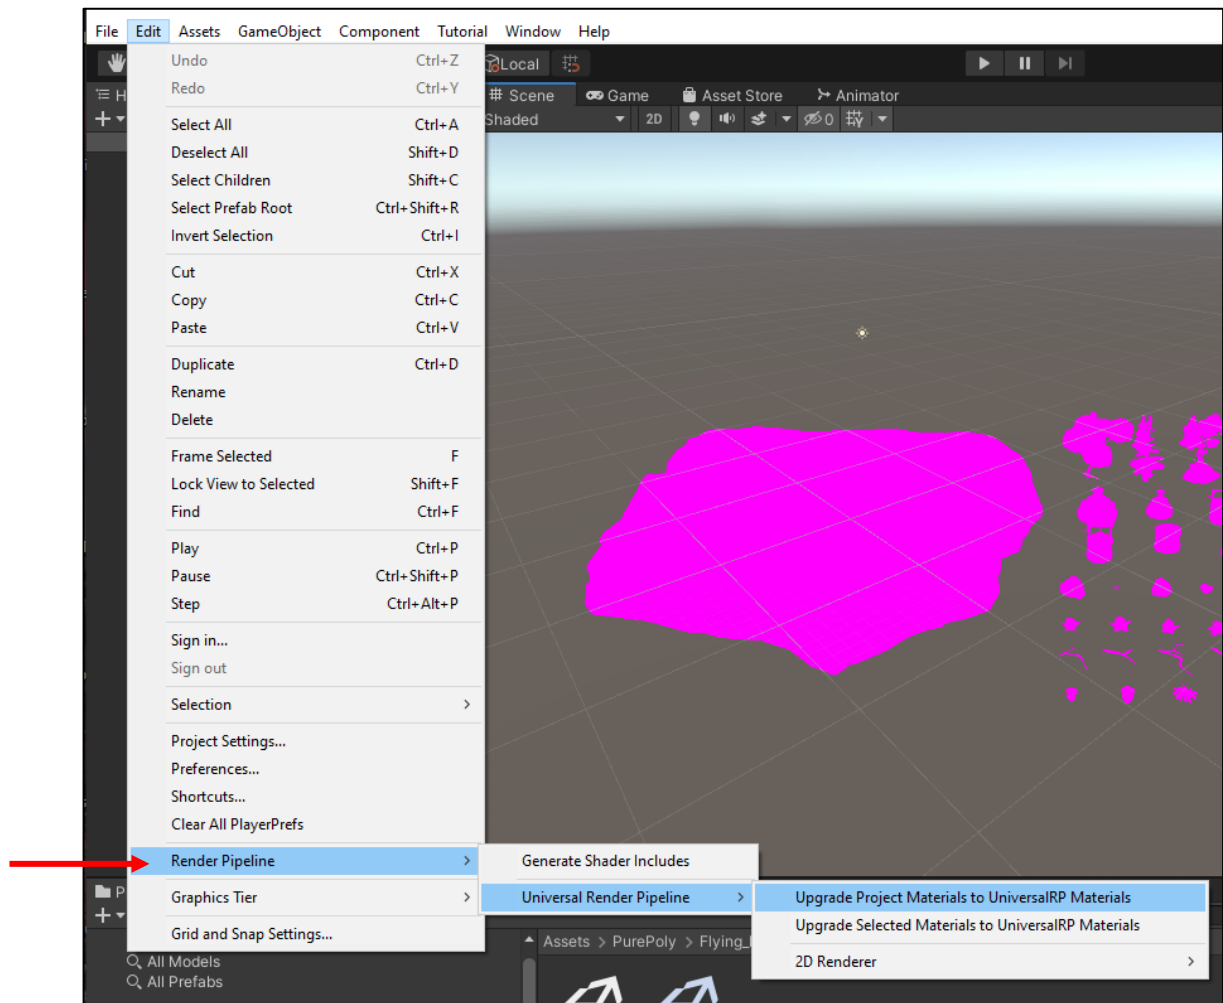 File Edit Assets GameObject Component Tutorial Window Help
Undo Ctrl+Z
Redo Ctrl+Y
Select All Ctrl+A
Deselect All Shift+D
Select Children Shift+C
Select Prefab Root Ctrl+Shift+R
Invert Selection Ctrl+I
Cut Ctrl+X
Copy Ctrl+C
Paste Ctrl+V
Duplicate Ctrl+D
Rename
Delete
Frame Selected F
Lock View to Selected Shift+F
Find Ctrl+F
Play Ctrl+P
Pause Ctrl+Shift+P
Step Ctrl+Alt+P
Sign in...
Sign out
Selection >
Project Settings...
Preferences...
Shortcuts...
Clear All PlayerPrefs
Render Pipeline >
Graphics Tier >
Grid and Snap Settings...
Generate Shader Includes
Universal Render Pipeline >
Upgrade Project Materials to UniversalRP Materials
Upgrade Selected Materials to UniversalRP Materials
2D Renderer >
Local
H
Scene Game Asset Store Animator
Shaded 2D 0
P
Assets > PurePoly > Flying_
All Models
All Prefabs